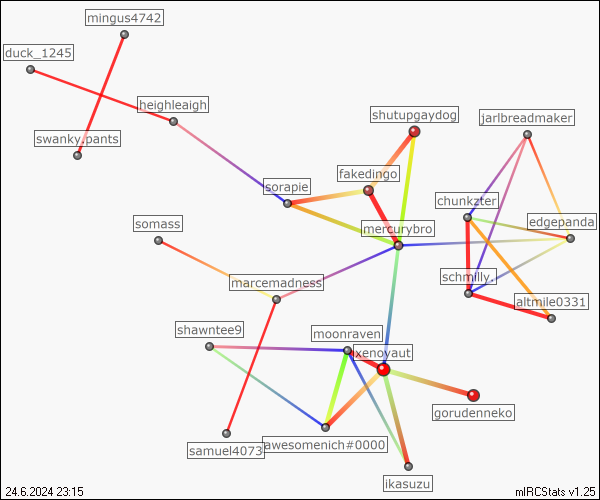 mingus4742
duck_1245
heighleaigh
shutupgaydog
jarlbreadmaker
swanky.pants
fakedingo
sorapie
chunkzter
somass
mercurybro
edgepanda
marcemadness
schmilly.
altmile0331
shawntee9
moonraven
xenovaut
gorudenneko
samuel4073
awesomenich#0000
ikasuzu
24.6.2024 23:15
mIRCStats v1.25